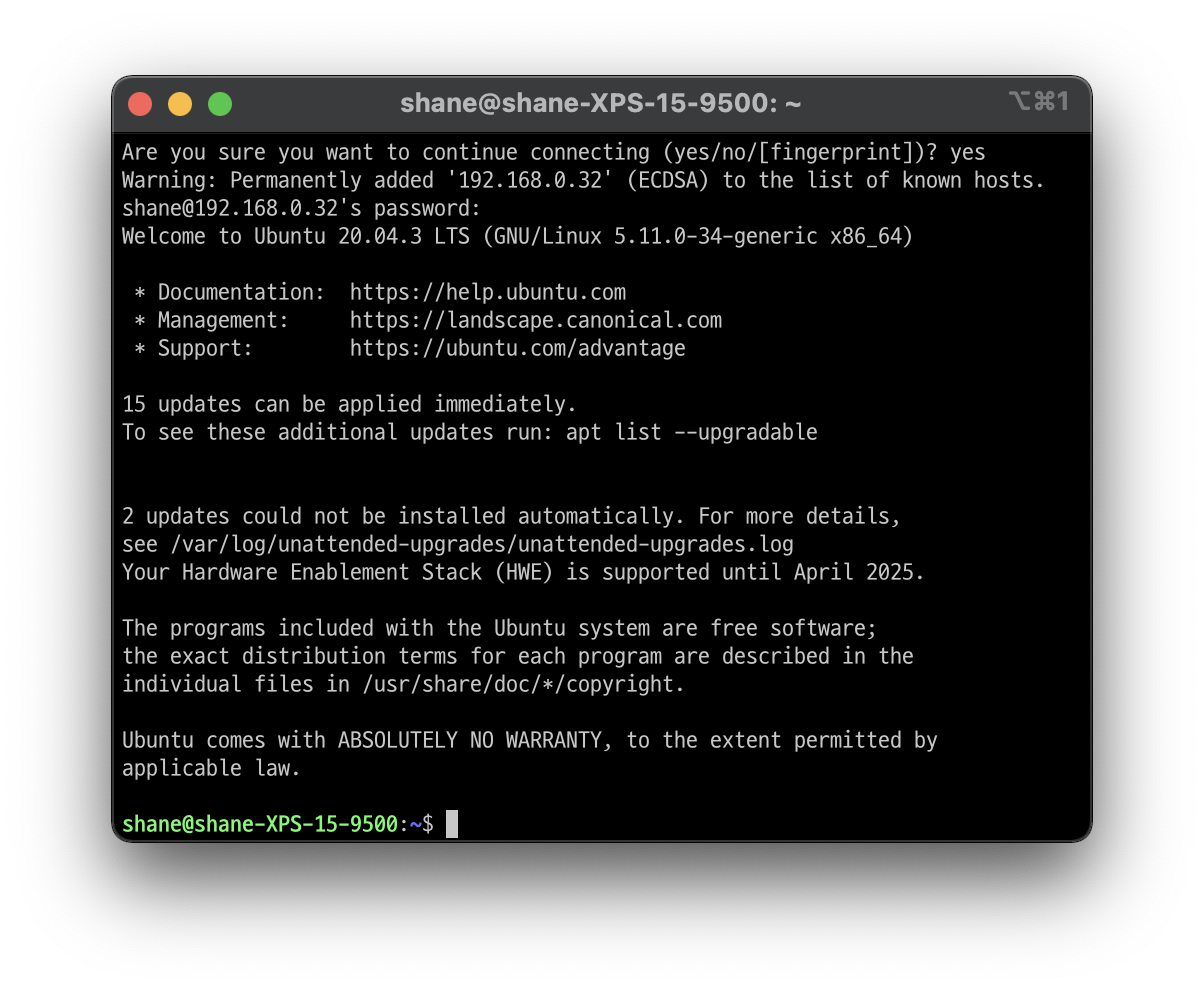 shane@shane-XPS-15-9500: ~
⌥⌘1
Are you sure you want to continue connecting (yes/no/[fingerprint])? yes
Warning: Permanently added '192.168.0.32' (ECDSA) to the list of known hosts.
shane@192.168.0.32's password:
Welcome to Ubuntu 20.04.3 LTS (GNU/Linux 5.11.0-34-generic x86_64)
* Documentation:  https://help.ubuntu.com
* Management:     https://landscape.canonical.com
* Support:        https://ubuntu.com/advantage
15 updates can be applied immediately.
To see these additional updates run: apt list --upgradable
2 updates could not be installed automatically. For more details,
see /var/log/unattended-upgrades/unattended-upgrades.log
Your Hardware Enablement Stack (HWE) is supported until April 2025.
The programs included with the Ubuntu system are free software;
the exact distribution terms for each program are described in the
individual files in /usr/share/doc/*/copyright.
Ubuntu comes with ABSOLUTELY NO WARRANTY, to the extent permitted by
applicable law.
shane@shane-XPS-15-9500:~$